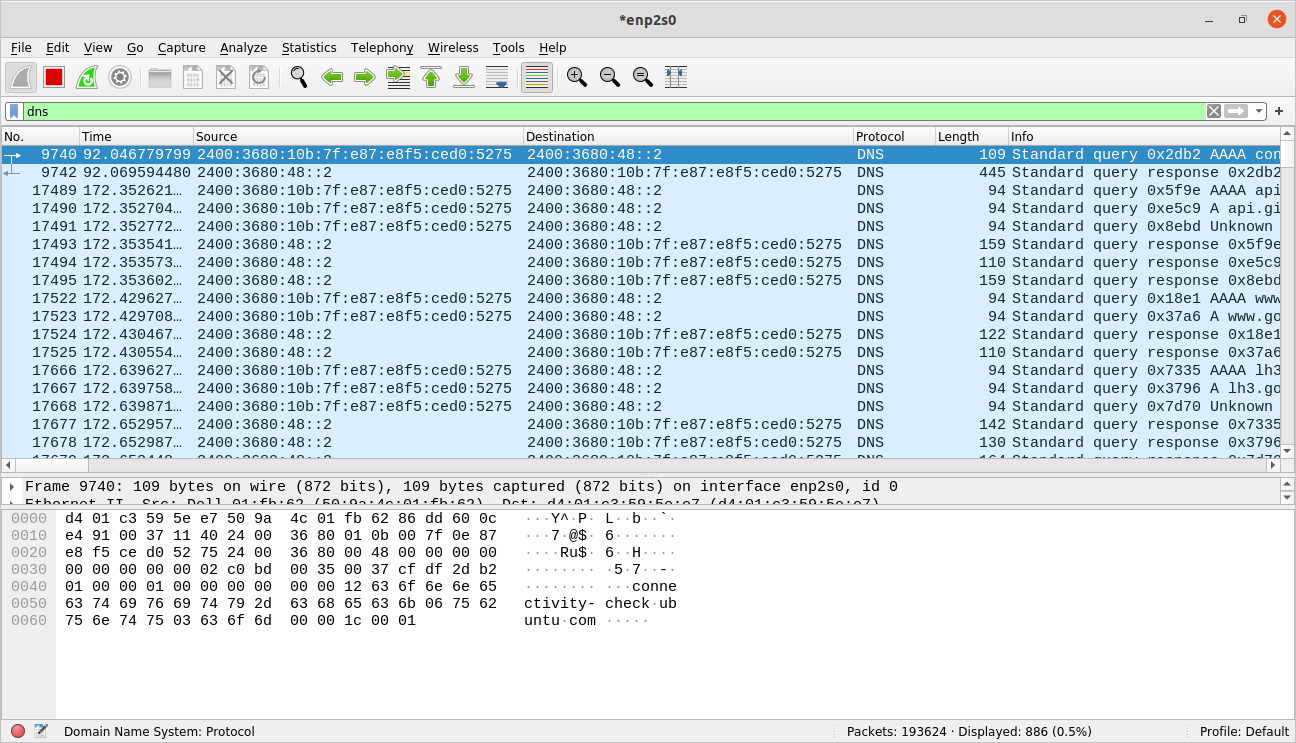 *enp2s0
File Edit View Go Capture Analyze Statistics Telephony Wireless Tools Help
dns
No. Time Source Destination Protocol Length Info
9740 92.046779799 2400:3680:10b:7f:e87:e8f5:ced0:5275 2400:3680:48::2 DNS 109 Standard query 0x2db2 AAAA con
9742 92.069594480 2400:3680:48::2 2400:3680:10b:7f:e87:e8f5:ced0:5275 DNS 445 Standard query response 0x2db2
17489 172.352621… 2400:3680:10b:7f:e87:e8f5:ced0:5275 2400:3680:48::2 DNS 94 Standard query 0x5f9e AAAA api
17490 172.352704… 2400:3680:10b:7f:e87:e8f5:ced0:5275 2400:3680:48::2 DNS 94 Standard query 0xe5c9 A api.gi
17491 172.352772… 2400:3680:10b:7f:e87:e8f5:ced0:5275 2400:3680:48::2 DNS 94 Standard query 0x8ebd Unknown
17493 172.353541… 2400:3680:48::2 2400:3680:10b:7f:e87:e8f5:ced0:5275 DNS 159 Standard query response 0x5f9e
17494 172.353573… 2400:3680:48::2 2400:3680:10b:7f:e87:e8f5:ced0:5275 DNS 110 Standard query response 0xe5c9
17495 172.353602… 2400:3680:48::2 2400:3680:10b:7f:e87:e8f5:ced0:5275 DNS 159 Standard query response 0x8ebd
17522 172.429627… 2400:3680:10b:7f:e87:e8f5:ced0:5275 2400:3680:48::2 DNS 94 Standard query 0x18e1 AAAA www
17523 172.429708… 2400:3680:10b:7f:e87:e8f5:ced0:5275 2400:3680:48::2 DNS 94 Standard query 0x37a6 A www.go
17524 172.430467… 2400:3680:48::2 2400:3680:10b:7f:e87:e8f5:ced0:5275 DNS 122 Standard query response 0x18e1
17525 172.430554… 2400:3680:48::2 2400:3680:10b:7f:e87:e8f5:ced0:5275 DNS 110 Standard query response 0x37a6
17666 172.639627… 2400:3680:10b:7f:e87:e8f5:ced0:5275 2400:3680:48::2 DNS 94 Standard query 0x7335 AAAA lh3
17667 172.639758… 2400:3680:10b:7f:e87:e8f5:ced0:5275 2400:3680:48::2 DNS 94 Standard query 0x3796 A lh3.go
17668 172.639871… 2400:3680:10b:7f:e87:e8f5:ced0:5275 2400:3680:48::2 DNS 94 Standard query 0x7d70 Unknown
17677 172.652957… 2400:3680:48::2 2400:3680:10b:7f:e87:e8f5:ced0:5275 DNS 142 Standard query response 0x7335
17678 172.652987… 2400:3680:48::2 2400:3680:10b:7f:e87:e8f5:ced0:5275 DNS 130 Standard query response 0x3796
Frame 9740: 109 bytes on wire (872 bits), 109 bytes captured (872 bits) on interface enp2s0, id 0
0000 d4 01 c3 59 5e e7 50 9a 4c 01 fb 62 86 dd 60 0c ···Y^·P· L··b··`·
0010 e4 91 00 37 11 40 24 00 36 80 01 0b 00 7f 0e 87 ···7·@$· 6·······
0020 e8 f5 ce d0 52 75 24 00 36 80 00 48 00 00 00 00 ····Ru$· 6··H····
0030 00 00 00 00 00 02 c0 bd 00 35 00 37 cf df 2d b2 ········ ·5·7··-·
0040 01 00 00 01 00 00 00 00 00 00 12 63 6f 6e 6e 65 ········ ···conne
0050 63 74 69 76 69 74 79 2d 63 68 65 63 6b 06 75 62 ctivity- check·ub
0060 75 6e 74 75 03 63 6f 6d 00 00 1c 00 01 untu·com ·····
Domain Name System: Protocol Packets: 193624 · Displayed: 886 (0.5%) Profile: Default